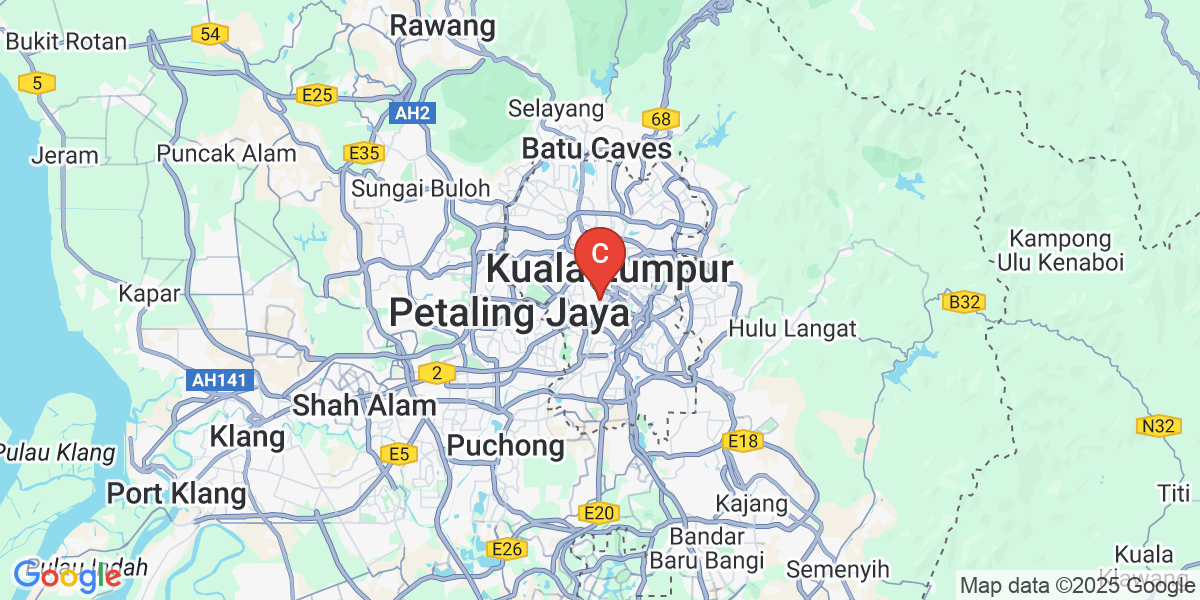 Rawang
54
Bukit Rotan
5
E25
AH2
Selayang
68
Jeram
Puncak Alam
E35
Batu Caves
Sungai Buloh
C
Kampong
Ulu Kenaboi
Kuala Lumpur
Kapar
B32
Petaling Jaya
Hulu Langat
2
AH141
Shah Alam
Klang
N32
Puchong
E18
Pulau Klang
E5
Port Klang
Titi
Kajang
E20
Bandar
Baru Bangi
E26
Kuala
Klawang
Semenyih
Pulau Indah
Google
Map data ©2025 Google